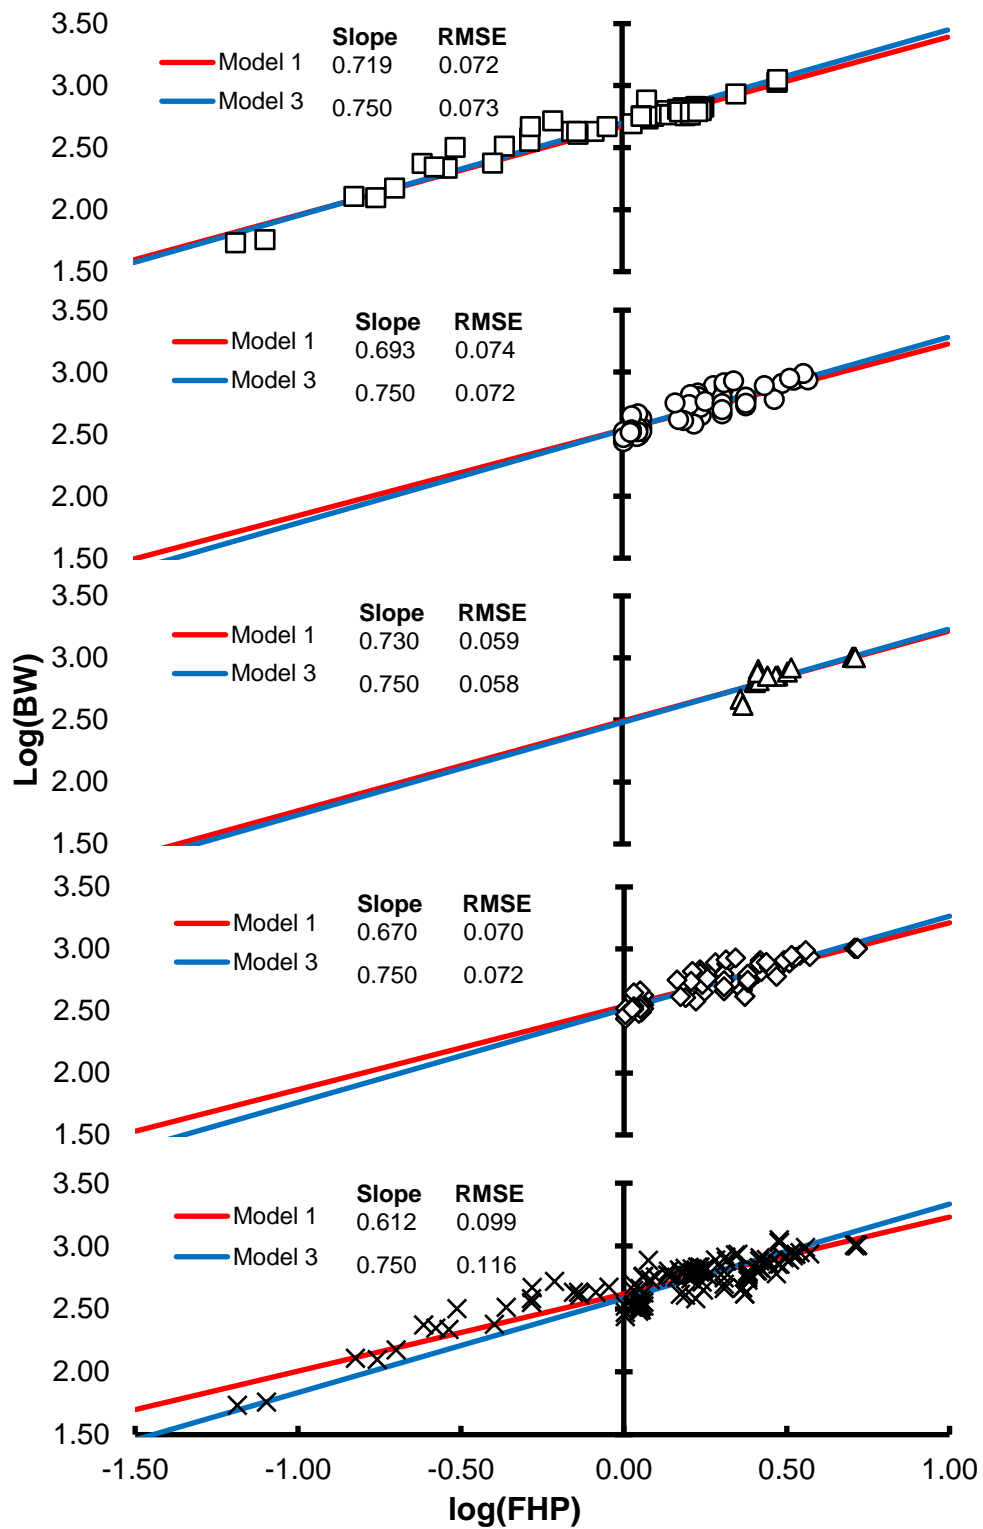 3.50
3.00
2.50
2.00
1.50
Slope RMSE
Model 1 0.719 0.072
Model 3 0.750 0.073
3.50
3.00
2.50
2.00
1.50
Slope RMSE
Model 1 0.693 0.074
Model 3 0.750 0.072
3.50
3.00
2.50
2.00
1.50
Slope RMSE
Model 1 0.730 0.059
Model 3 0.750 0.058
Log(BW)
3.50
3.00
2.50
2.00
1.50
Slope RMSE
Model 1 0.670 0.070
Model 3 0.750 0.072
3.50
3.00
2.50
2.00
1.50
Slope RMSE
Model 1 0.612 0.099
Model 3 0.750 0.116
-1.50 -1.00 -0.50 0.00 0.50 1.00
log(FHP)